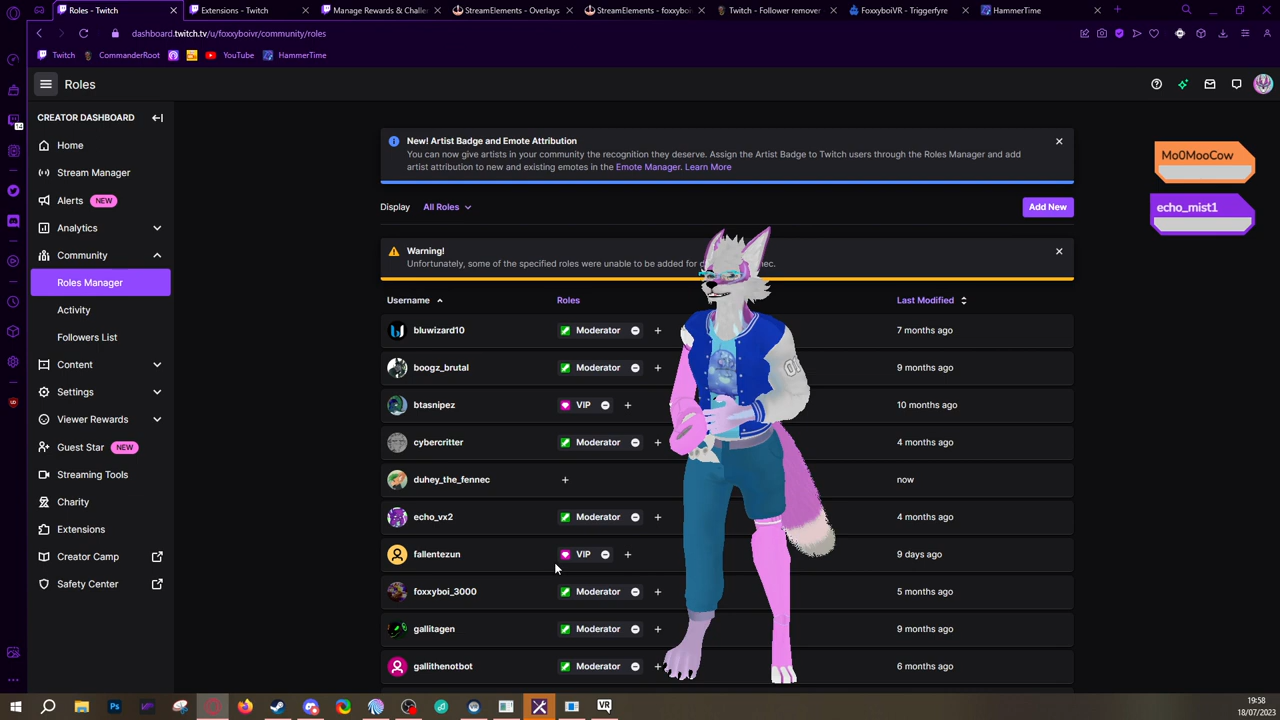 Roles - Twitch
Extensions - Twitch
Manage Rewards & Challe
StreamElements - Overlays
StreamElements - foxxyboi
Twitch - Follower remover
FoxxyboiVR - Triggerfyre
HammerTime
dashboard.twitch.tv/u/foxxyboivr/community/roles
Twitch
CommanderRoot
YouTube
HammerTime
Roles
CREATOR DASHBOARD
Home
Stream Manager
Alerts NEW
Analytics
Community
Roles Manager
Activity
Followers List
Content
Settings
Viewer Rewards
Guest Star NEW
Streaming Tools
Charity
Extensions
Creator Camp
Safety Center
14
New! Artist Badge and Emote Attribution
You can now give artists in your community the recognition they deserve. Assign the Artist Badge to Twitch users through the Roles Manager and add
artist attribution to new and existing emotes in the Emote Manager. Learn More
Display All Roles
Add New
Warning!
Unfortunately, some of the specified roles were unable to be added for
Username Roles Last Modified
bluwizard10 Moderator 7 months ago
boogz_brutal Moderator 9 months ago
btasnipez VIP 10 months ago
cybercritter Moderator 4 months ago
duhey_the_fennec now
echo_vx2 Moderator 4 months ago
fallentezun VIP 9 days ago
foxxyboi_3000 Moderator 5 months ago
gallitagen Moderator 9 months ago
gallithenotbot Moderator 6 months ago
Mo0MooCow
echo_mist1
Ps
VR
19:58
18/07/2023